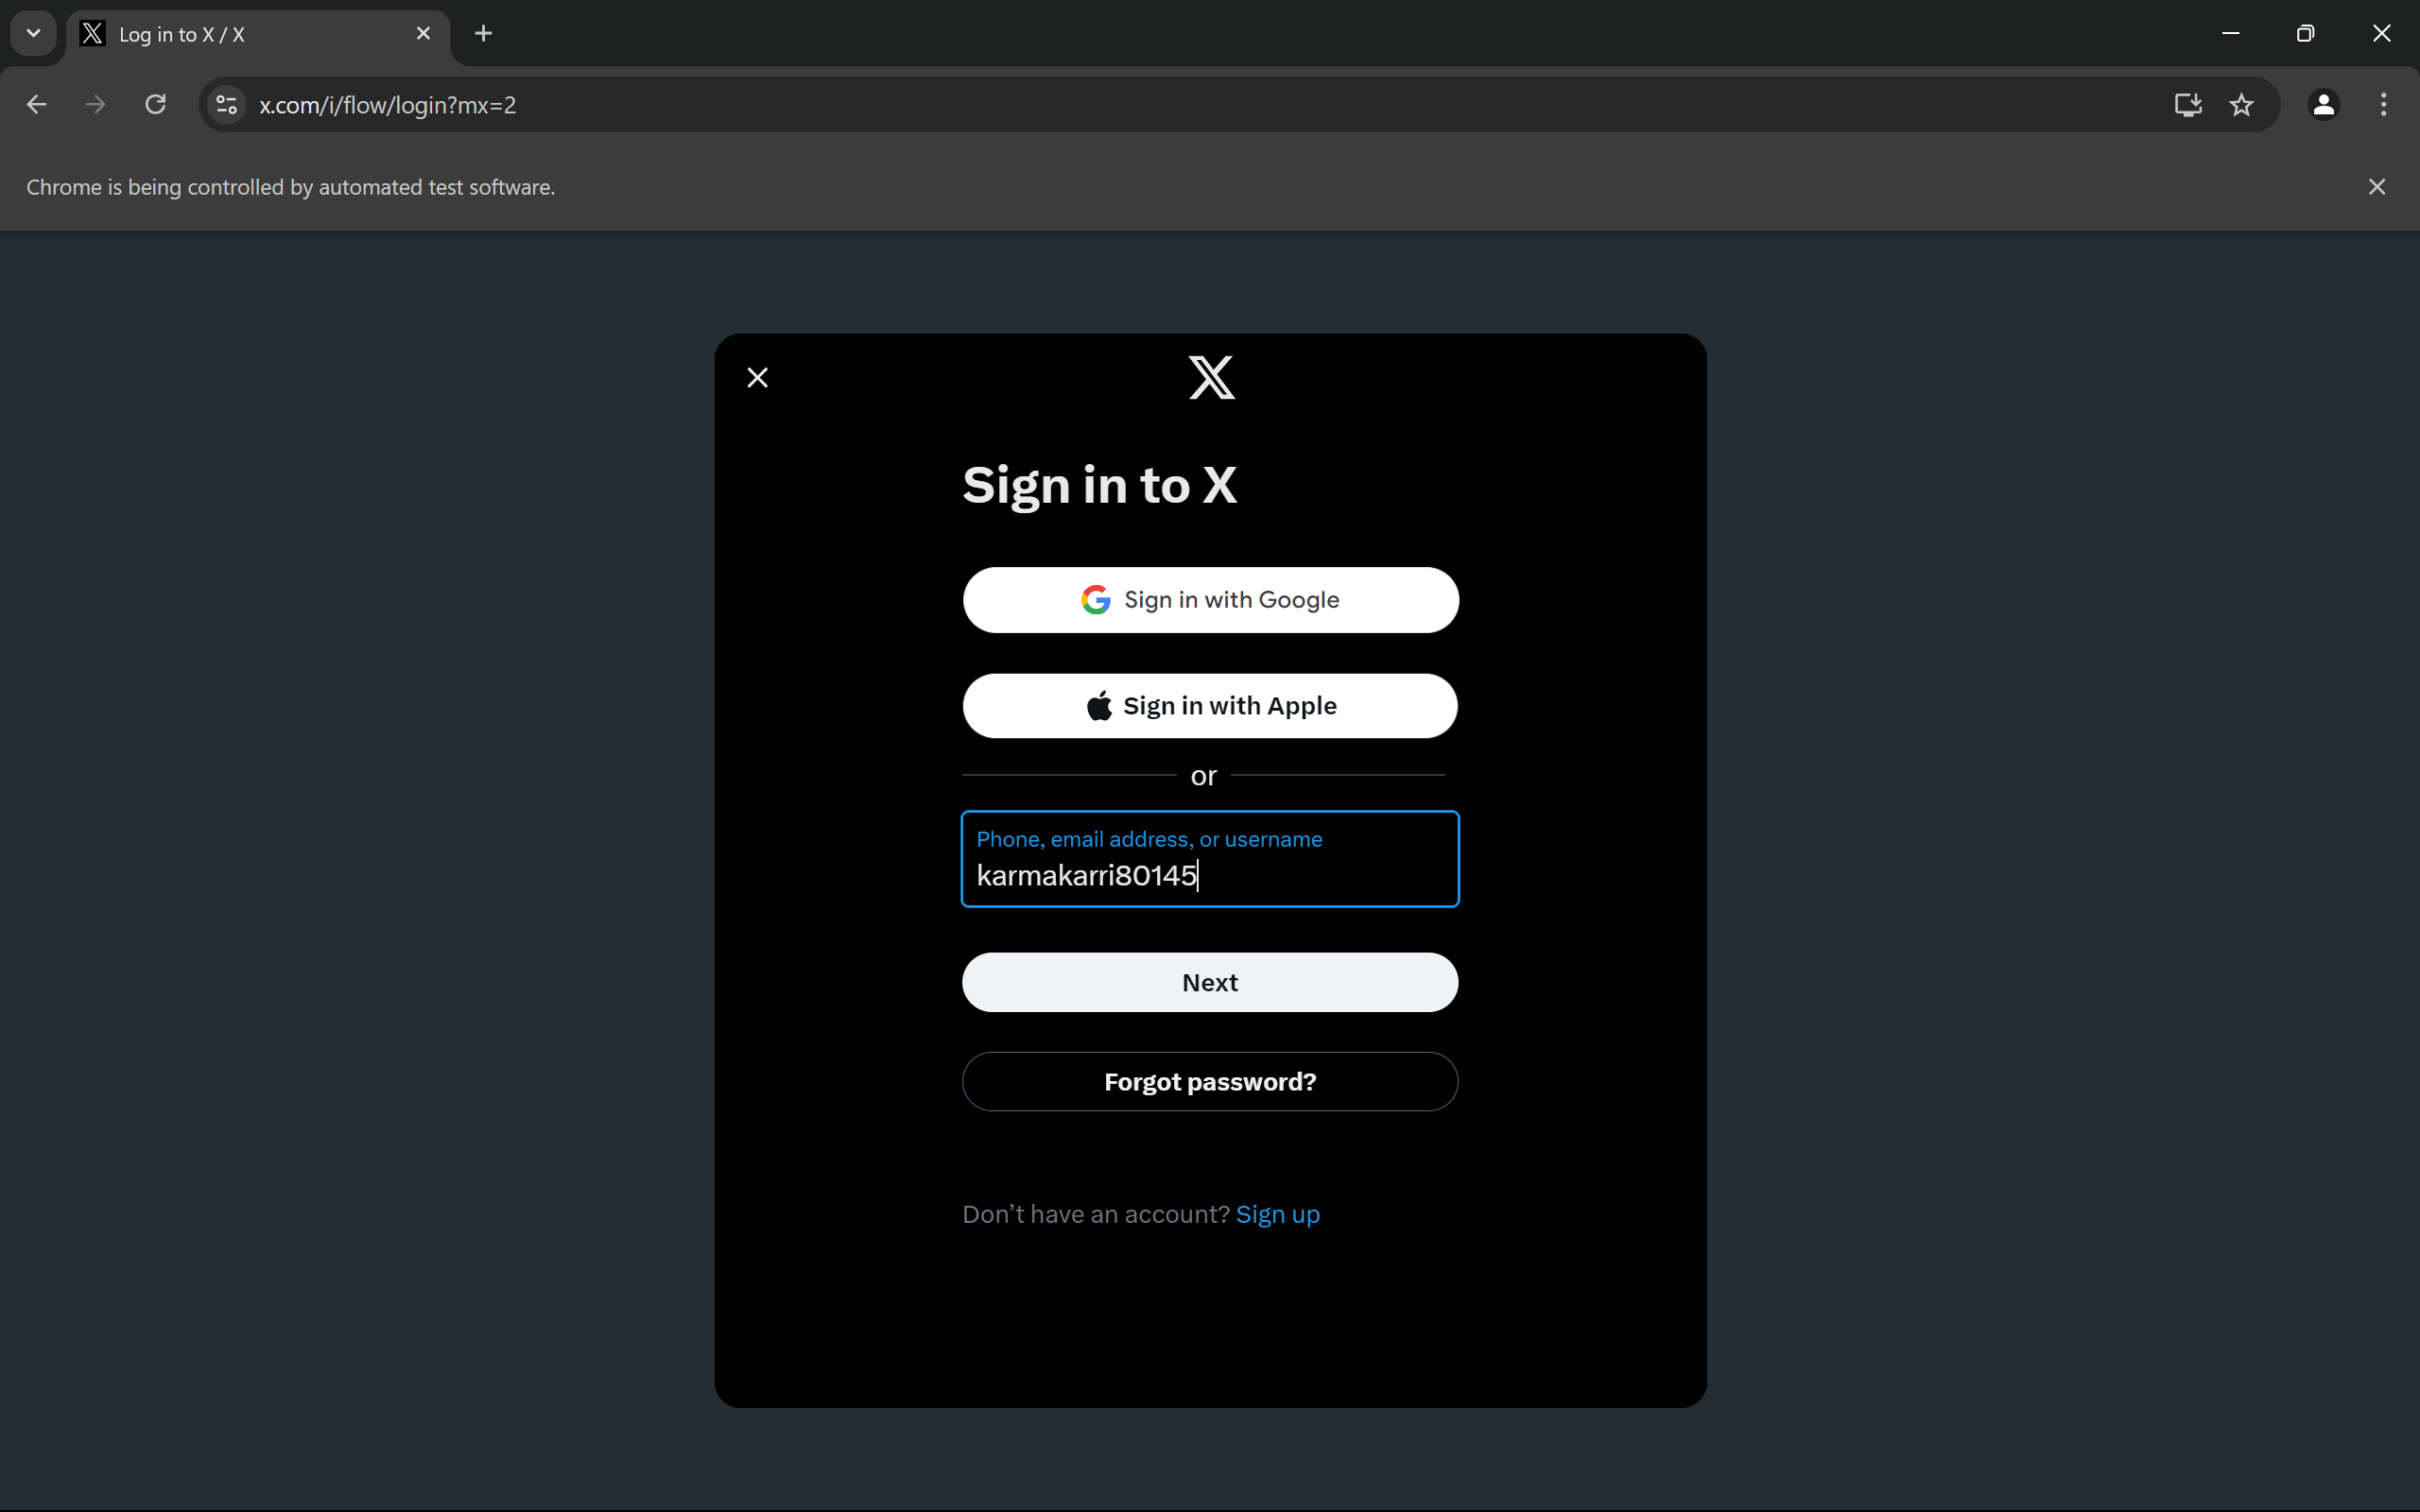 Log in to X / X
x.com/i/flow/login?mx=2
Chrome is being controlled by automated test software.
Sign in to X
Sign in with Google
Sign in with Apple
or
Phone, email address, or username
karmakarri80145
Next
Forgot password?
Don’t have an account? Sign up